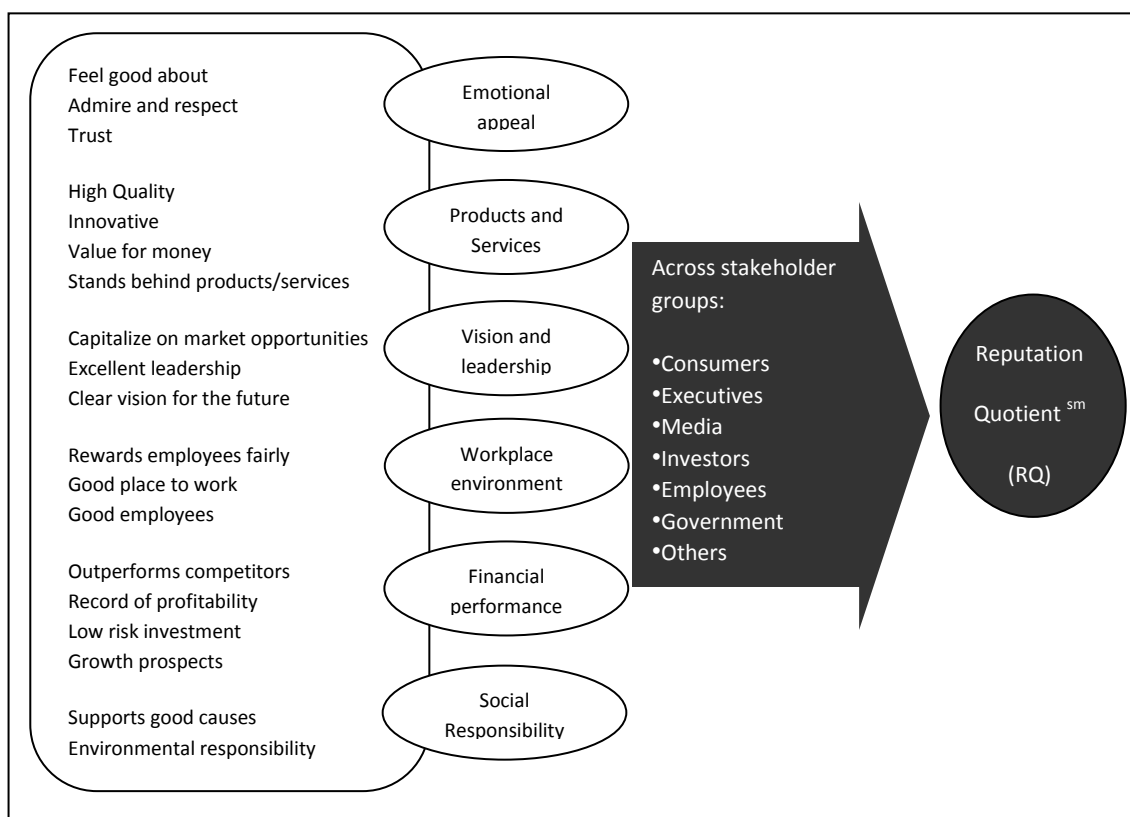 Feel good about
Admire and respect
Trust
Emotional
appeal
High Quality
Innovative
Value for money
Stands behind products/services
Products and
Services
Capitalize on market opportunities
Excellent leadership
Clear vision for the future
Vision and
leadership
Rewards employees fairly
Good place to work
Good employees
Workplace
environment
Outperforms competitors
Record of profitability
Low risk investment
Growth prospects
Financial
performance
Supports good causes
Environmental responsibility
Social
Responsibility
Across stakeholder
groups:
•Consumers
•Executives
•Media
•Investors
•Employees
•Government
•Others
Reputation
Quotient sm
(RQ)